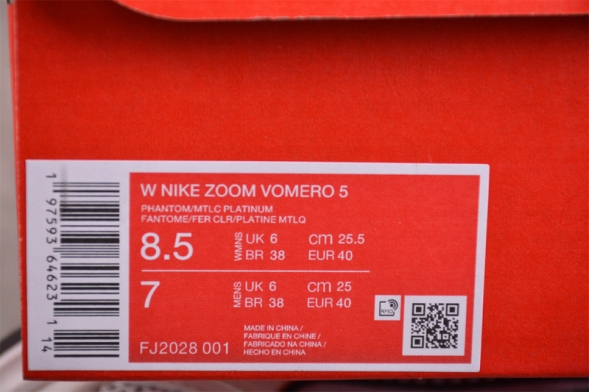 W NIKE ZOOM VOMERO 5
PHANTOM/MTLC PLATINUM
FANTOME/FER CLR/PLATINE MTLQ
8.5 WMNS UK 6 cm 25.5
BR 38 EUR 40
7 MENS UK 6 cm 25
BR 38 EUR 40
MADE IN CHINA /
FABRIQUE EN CHINE /
FABRICADO NA CHINA /
HECHO EN CHINA
FJ2028 001
1 97593 64623 1 14